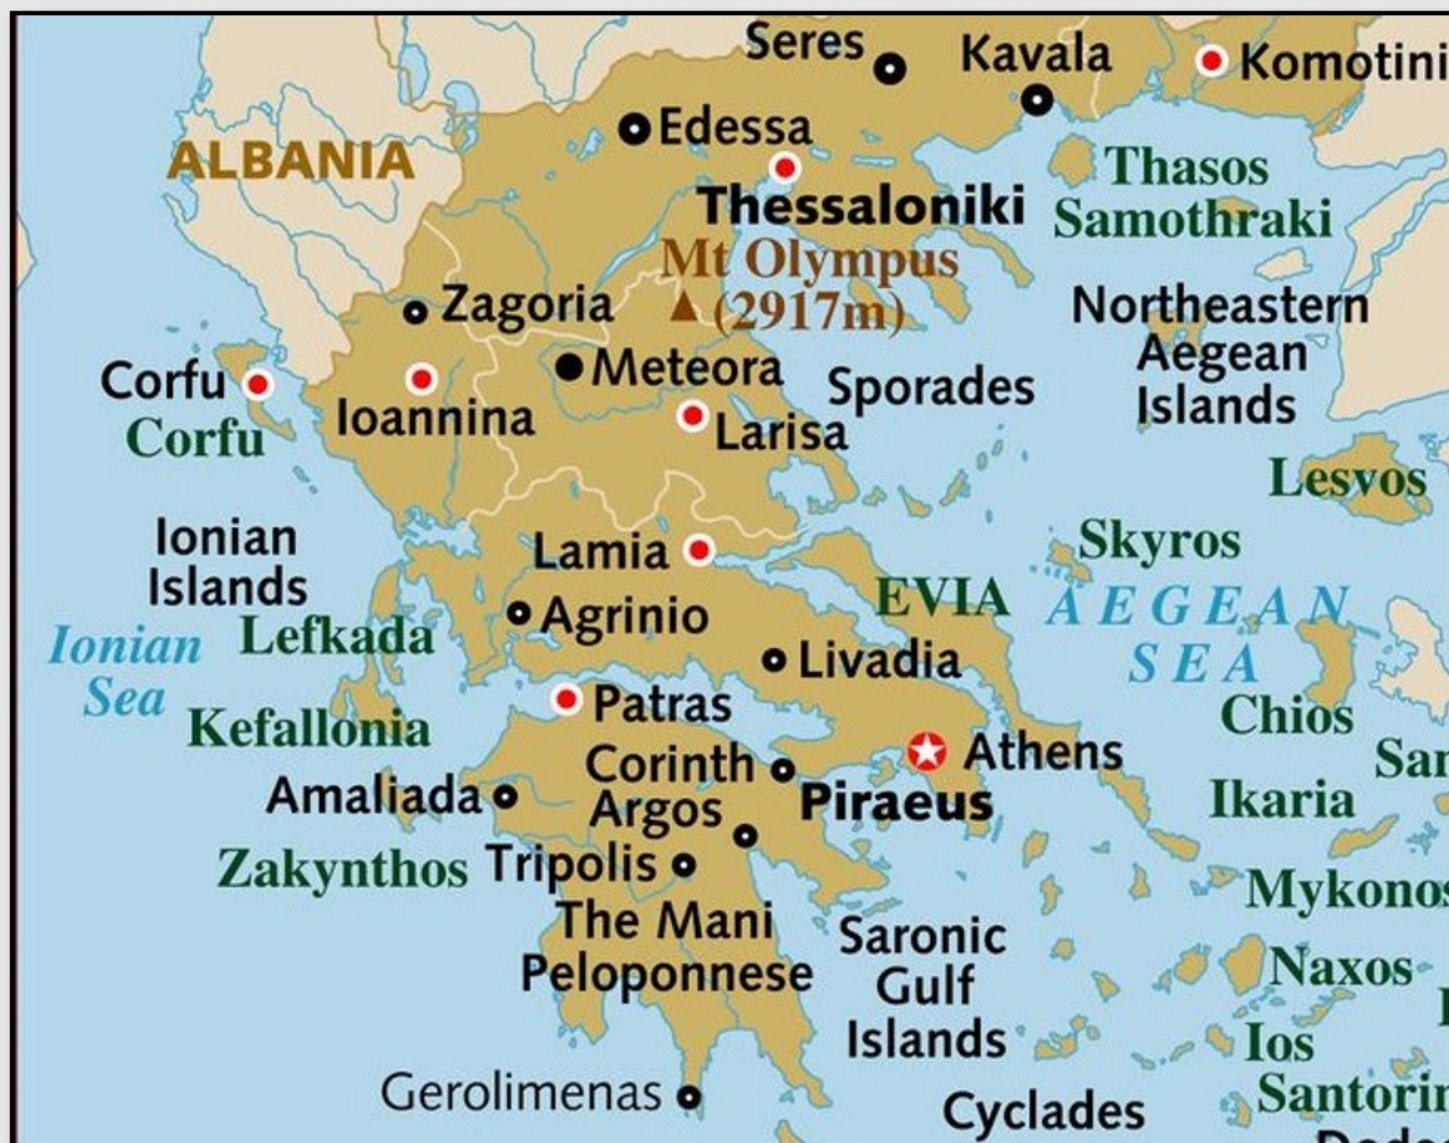 Seres
Kavala
Komotini
Edessa
ALBANIA
Thasos
Thessaloniki
Samothraki
Mt Olympus
(2917m)
Zagoria
Northeastern
Aegean
Islands
Meteora
Corfu
Sporades
Ioannina
Corfu
Larisa
Lesvos
Ionian
Islands
Skyros
Lamia
EVIA
AEGEAN
SEA
Agrinio
Lefkada
Ionian
Sea
Livadia
Patras
Chios
Kefallonia
Athens
Corinth
Amaliada
Piraeus
Ikaria
Argos
Zakynthos
Tripolis
Mykonos
The Mani
Peloponnese
Saronic
Gulf
Islands
Naxos
Ios
Gerolimenas
Santorin
Cyclades